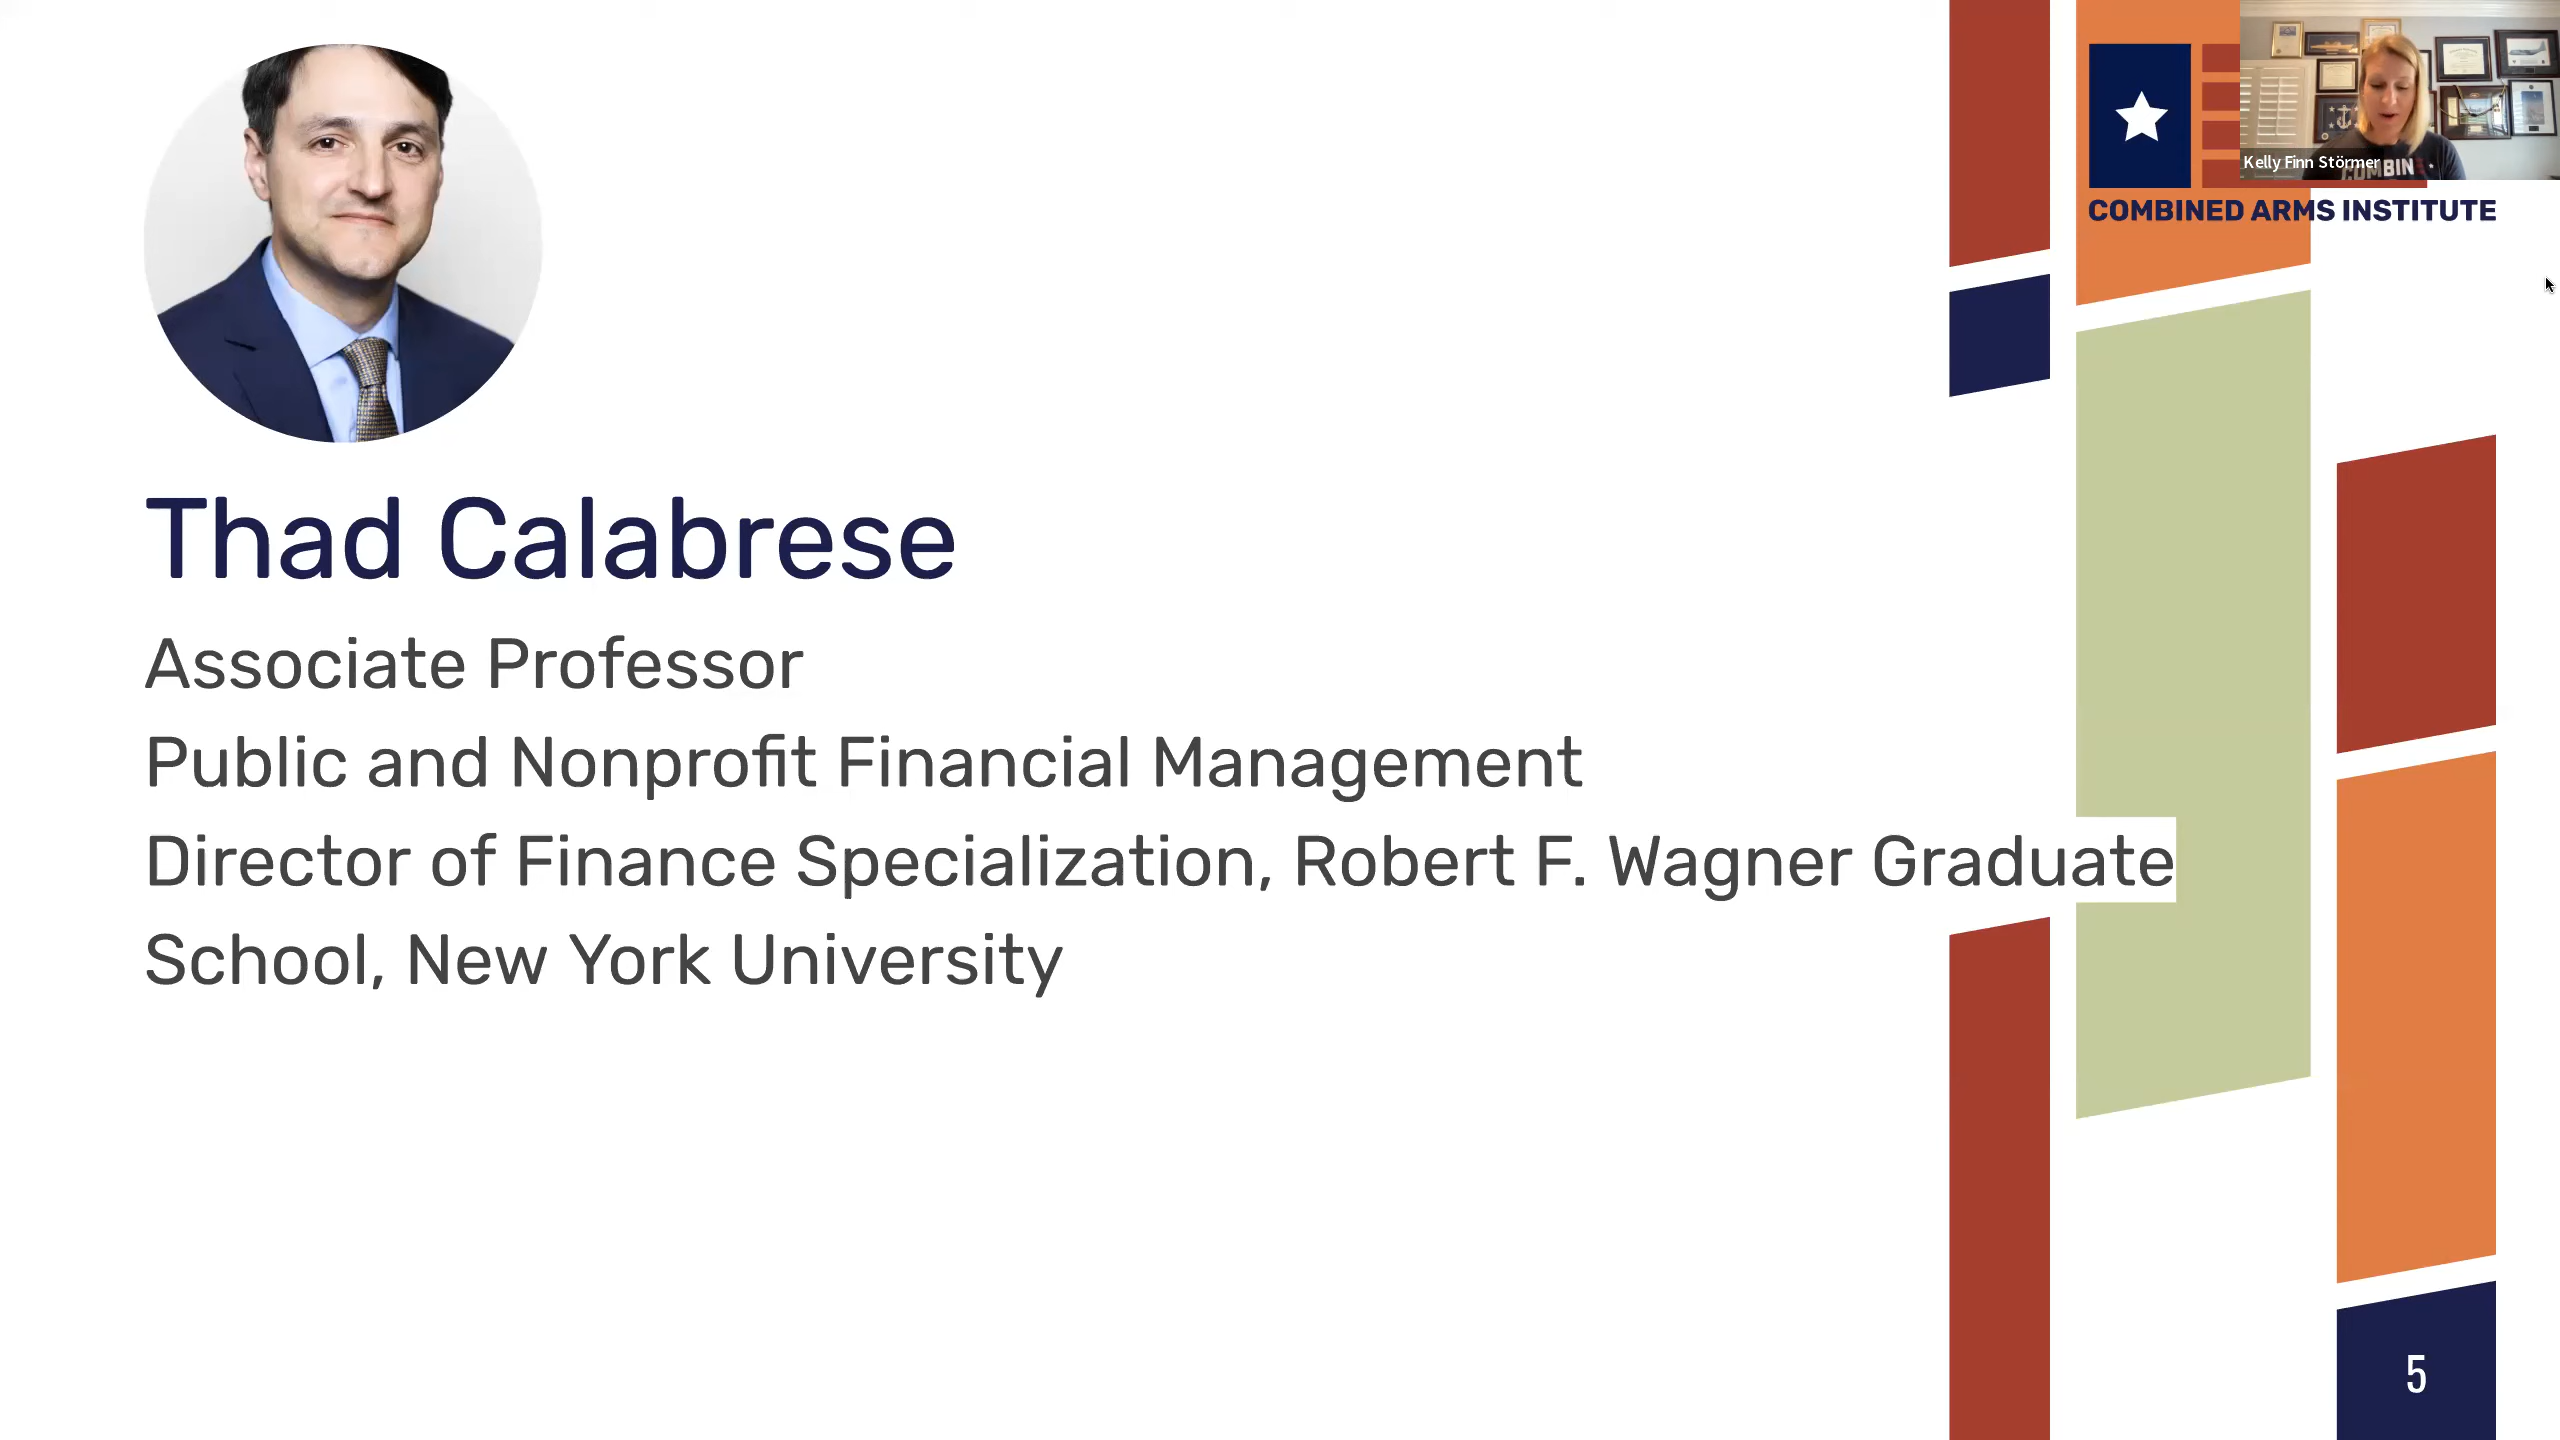 Kelly Finn Störmer
COMBIN
COMBINED ARMS INSTITUTE
Thad Calabrese
Associate Professor
Public and Nonprofit Financial Management
Director of Finance Specialization, Robert F. Wagner Graduate
School, New York University
5